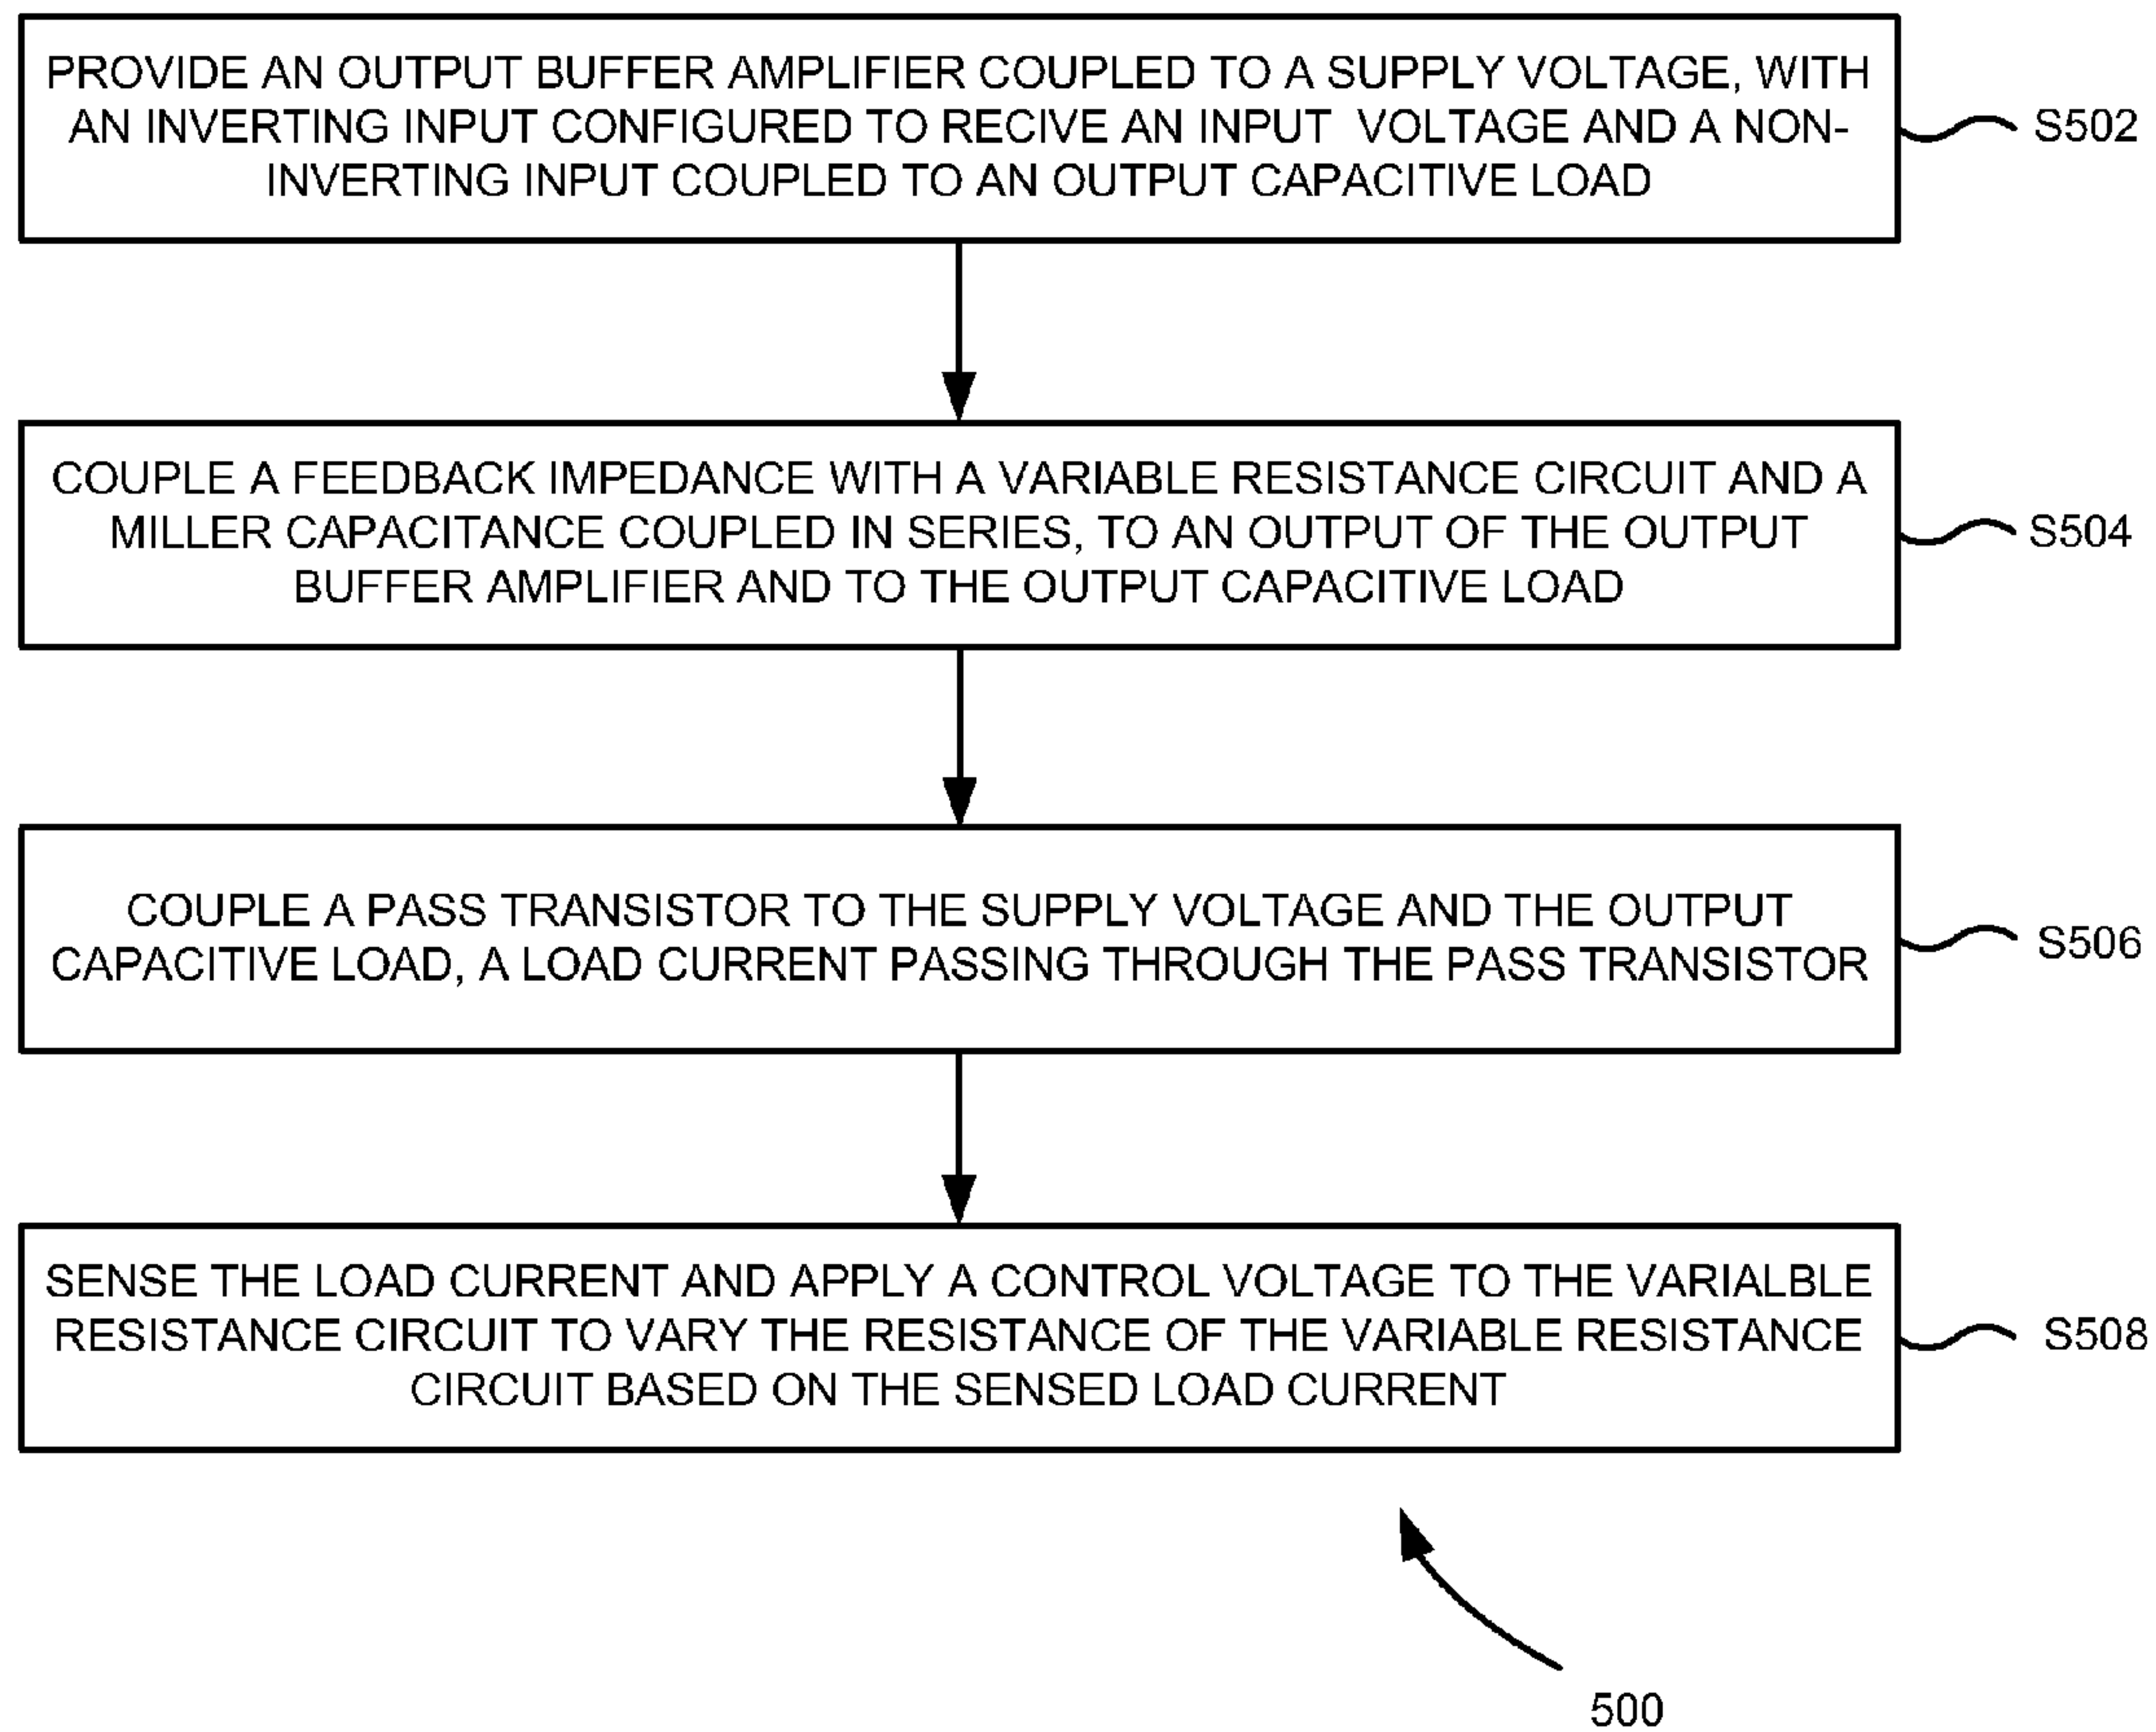 PROVIDE AN OUTPUT BUFFER AMPLIFIER COUPLED TO A SUPPLY VOLTAGE, WITH
AN INVERTING INPUT CONFIGURED TO RECIVE AN INPUT VOLTAGE AND A NON-
INVERTING INPUT COUPLED TO AN OUTPUT CAPACITIVE LOAD
S502
COUPLE A FEEDBACK IMPEDANCE WITH A VARIABLE RESISTANCE CIRCUIT AND A
MILLER CAPACITANCE COUPLED IN SERIES, TO AN OUTPUT OF THE OUTPUT
BUFFER AMPLIFIER AND TO THE OUTPUT CAPACITIVE LOAD
S504
COUPLE A PASS TRANSISTOR TO THE SUPPLY VOLTAGE AND THE OUTPUT
CAPACITIVE LOAD, A LOAD CURRENT PASSING THROUGH THE PASS TRANSISTOR
S506
SENSE THE LOAD CURRENT AND APPLY A CONTROL VOLTAGE TO THE VARIALBLE
RESISTANCE CIRCUIT TO VARY THE RESISTANCE OF THE VARIABLE RESISTANCE
CIRCUIT BASED ON THE SENSED LOAD CURRENT
S508
500